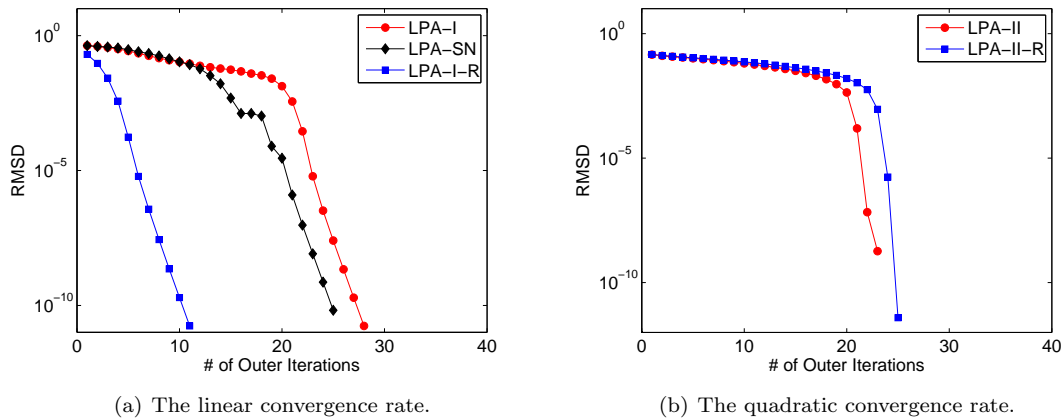 10^0
10^-5
10^-10
RMSD
0
10
20
30
40
# of Outer Iterations
LPA-I
LPA-SN
LPA-I-R
(a) The linear convergence rate.
10^0
10^-5
10^-10
RMSD
0
10
20
30
40
# of Outer Iterations
LPA-II
LPA-II-R
(b) The quadratic convergence rate.